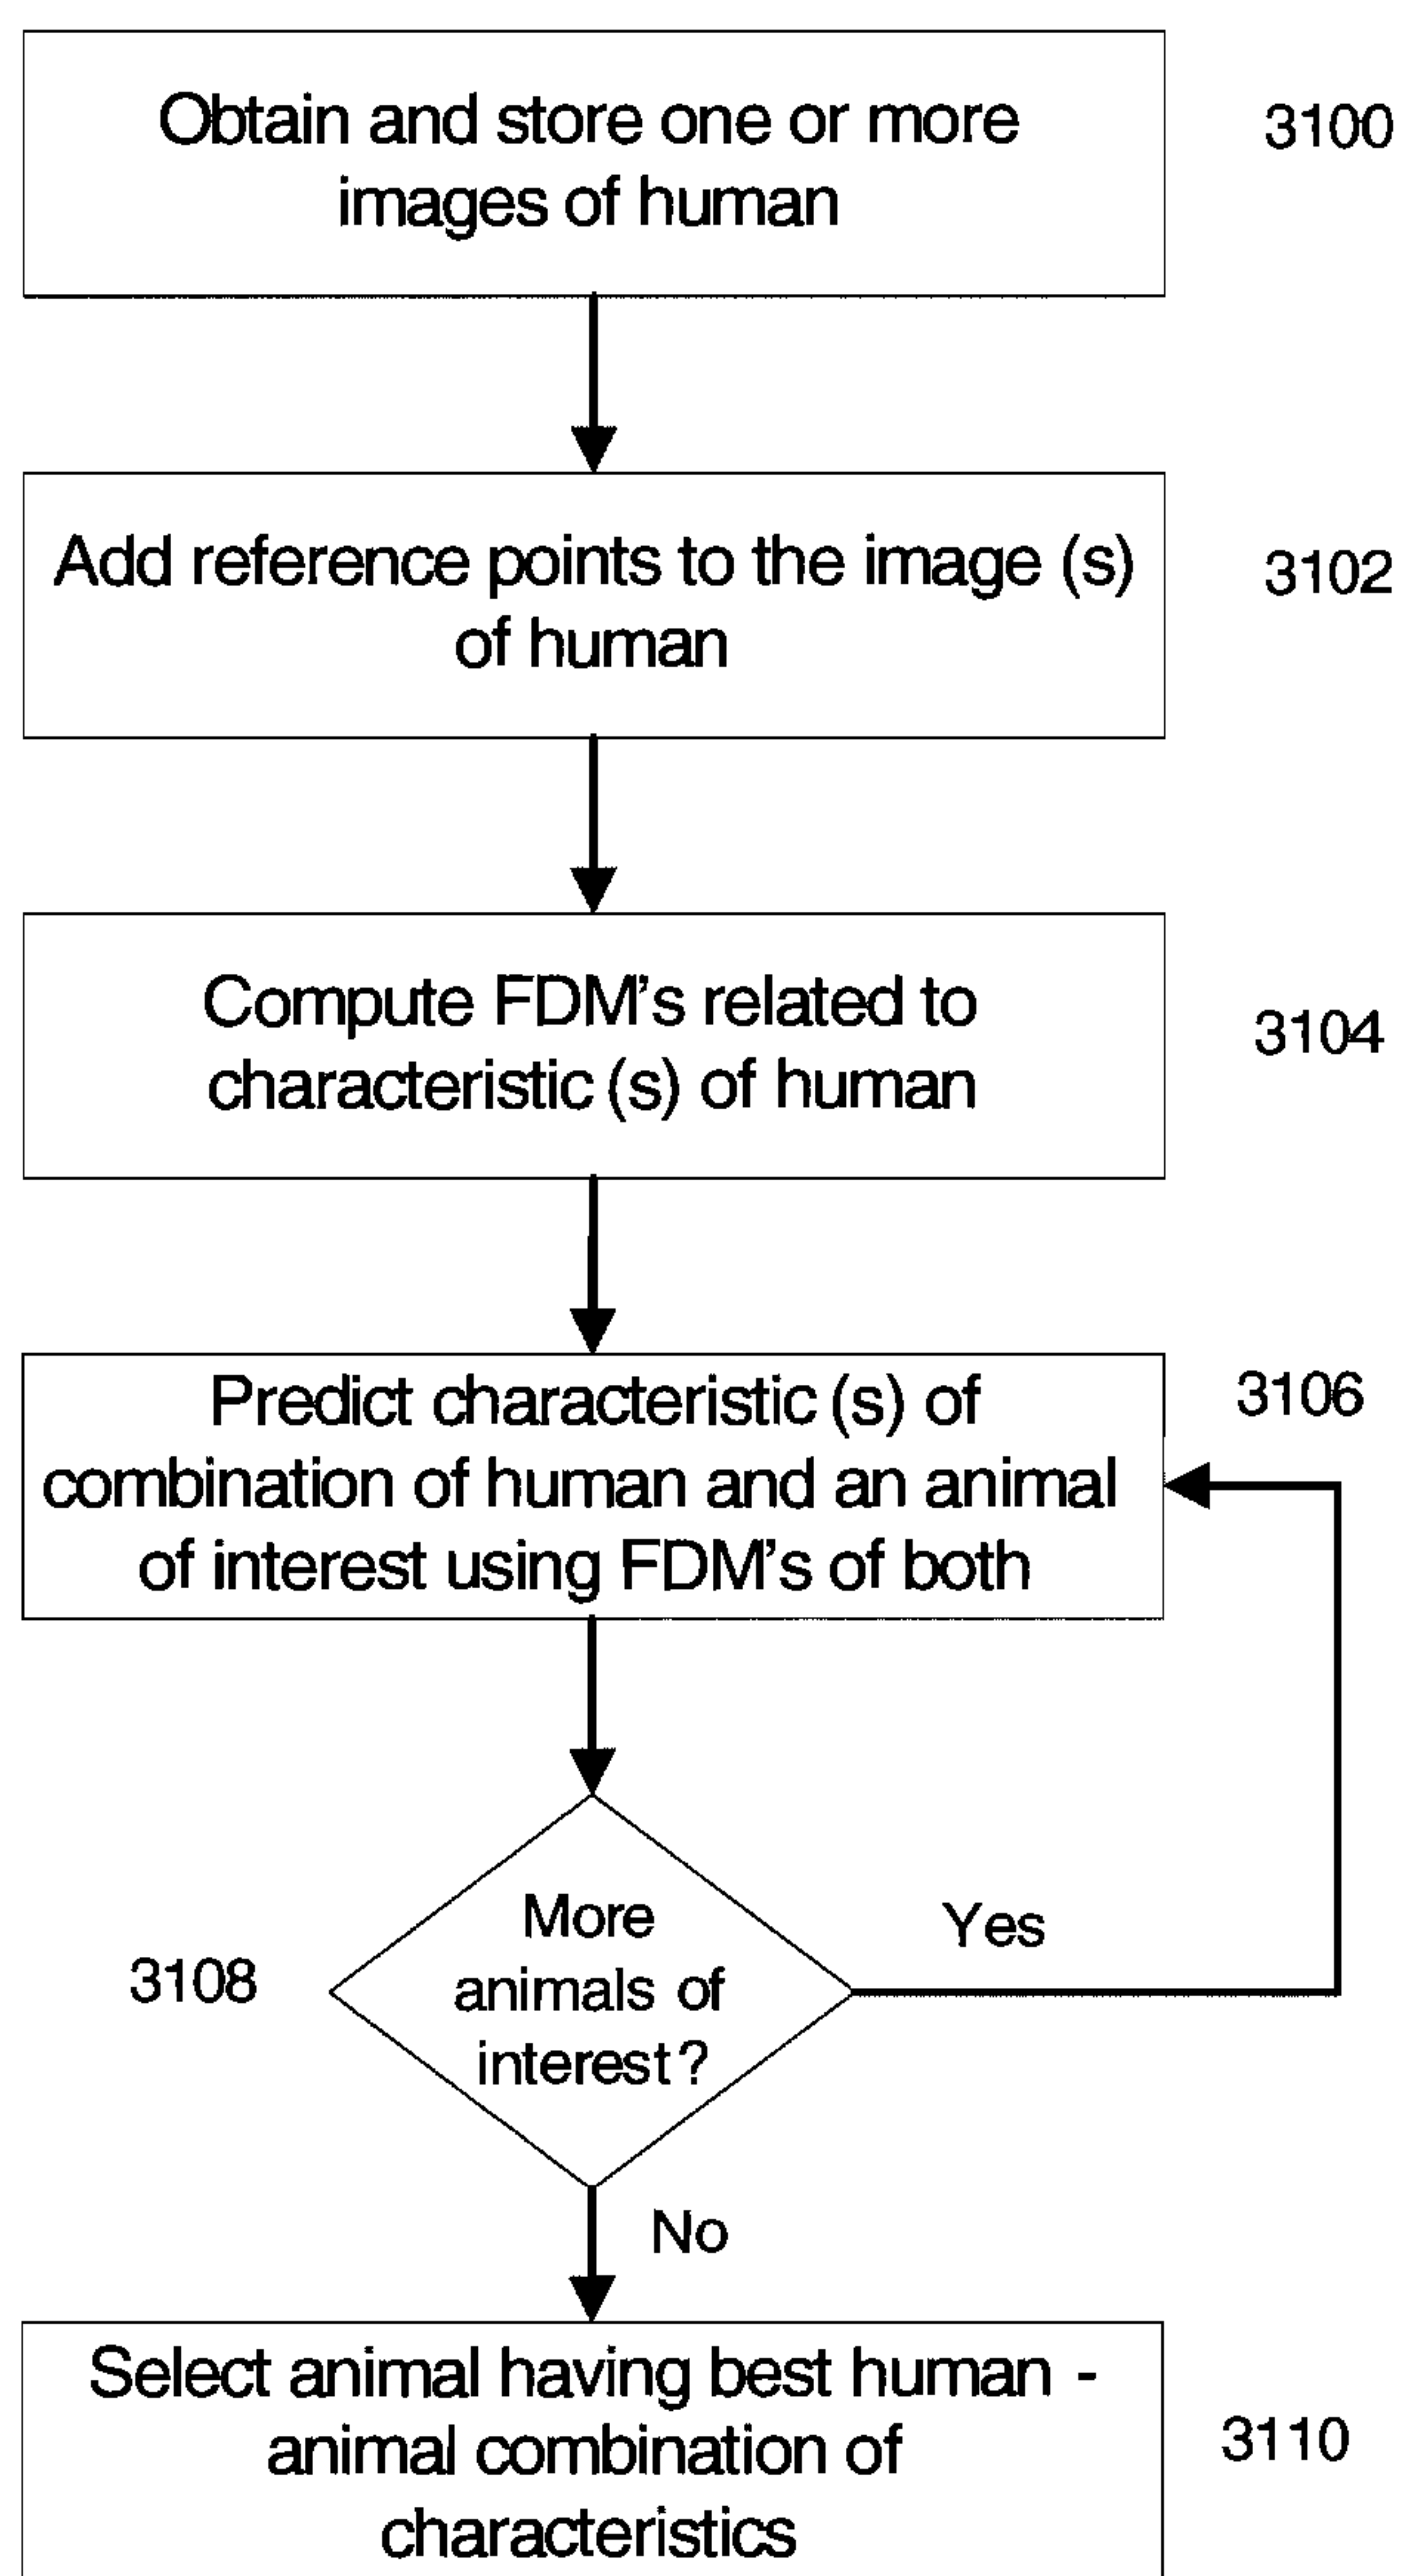 Obtain and store one or more
images of human
3100
Add reference points to the image (s)
of human
3102
Compute FDM's related to
characteristic (s) of human
3104
Predict characteristic (s) of
combination of human and an animal
of interest using FDM's of both
3106
More
animals of
interest?
3108
Yes
No
Select animal having best human -
animal combination of
characteristics
3110